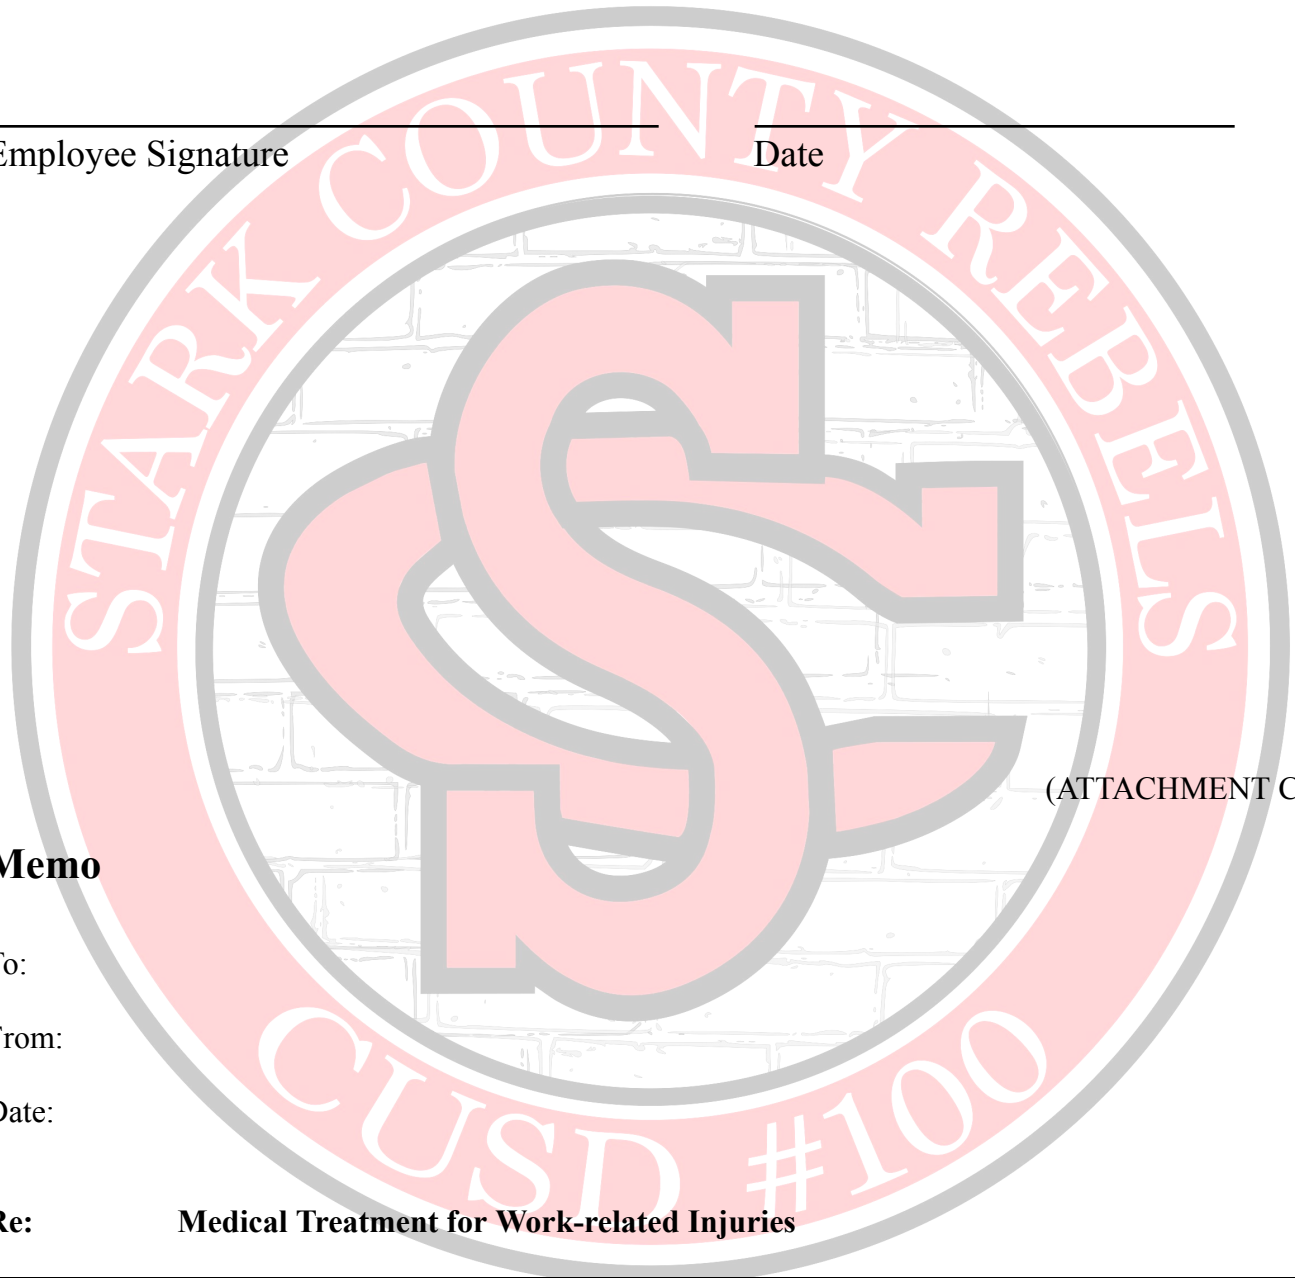 Employee Signature Date
STARK COUNTY REBELS
SC
CUSD #100
(ATTACHMENT C
Memo
To:
From:
Date:
Re: Medical Treatment for Work-related Injuries